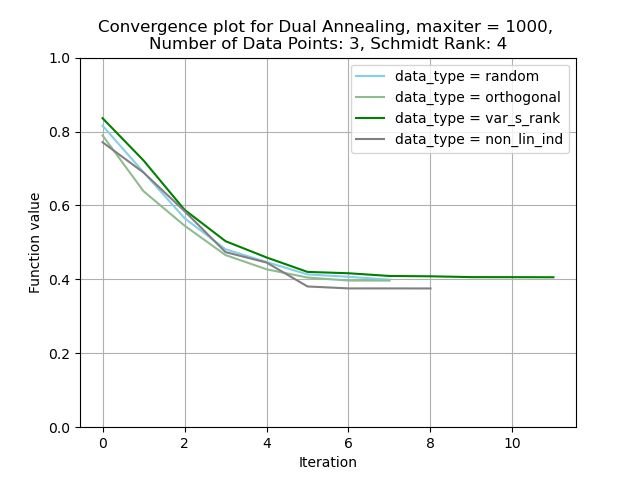 Convergence plot for Dual Annealing, maxiter = 1000,
Number of Data Points: 3, Schmidt Rank: 4
1.0
0.8
0.6
0.4
0.2
0.0
Function value
data_type = random
data_type = orthogonal
data_type = var_s_rank
data_type = non_lin_ind
0 2 4 6 8 10
Iteration